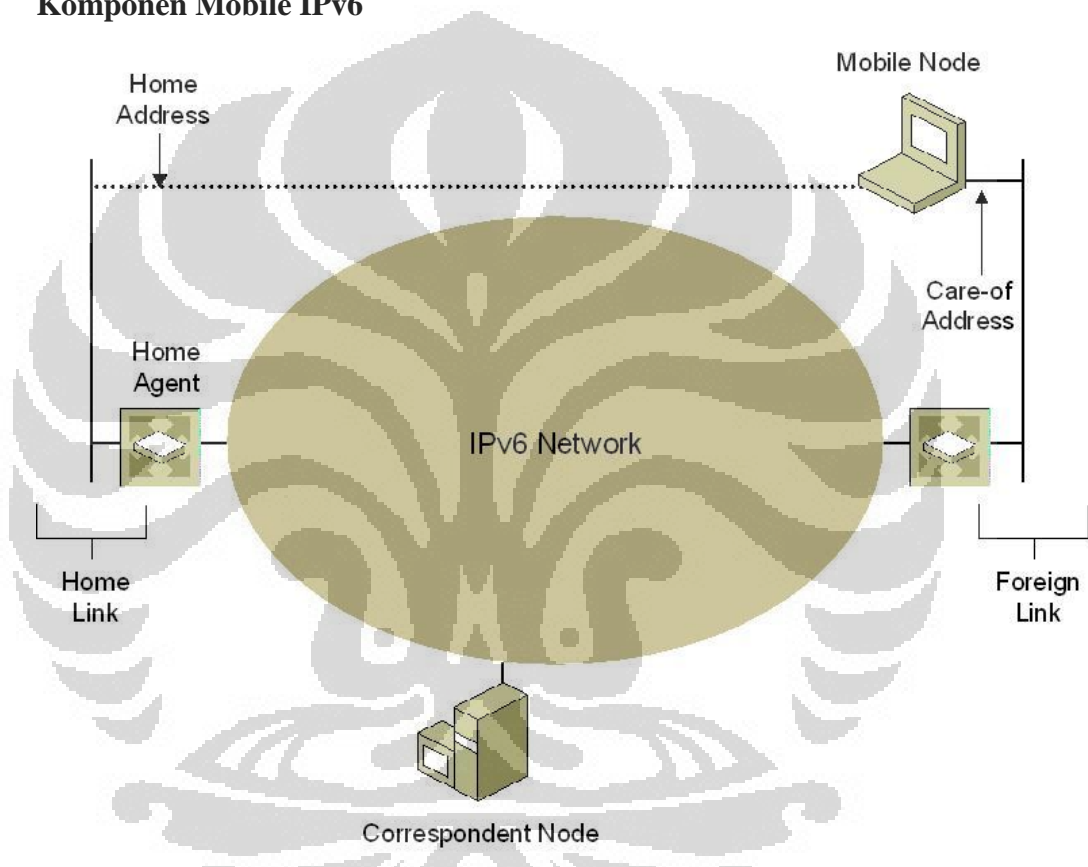 Komponen Mobile IPv6
Mobile Node
Home
Address
Care-of
Address
Home
Agent
IPv6 Network
Home
Link
Foreign
Link
Correspondent Node